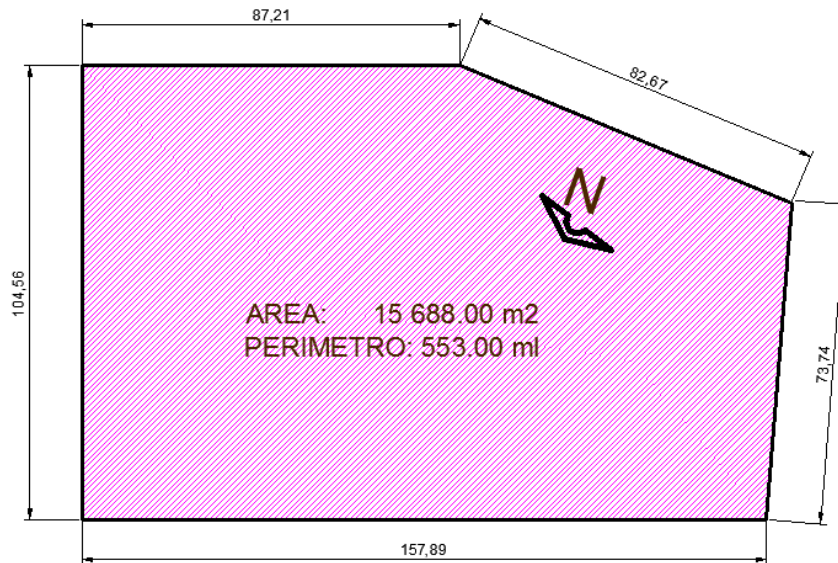 87,21
82,67
N
104,56
AREA: 15 688.00 m2
PERIMETRO: 553.00 ml
73,74
157,89